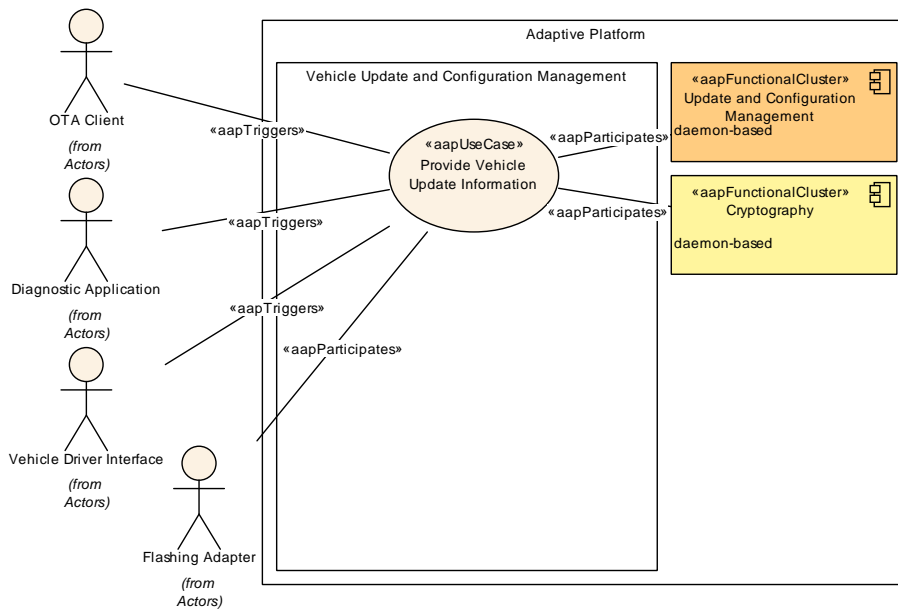 Adaptive Platform
Vehicle Update and Configuration Management
OTA Client
(from
Actors)
Diagnostic Application
(from
Actors)
Vehicle Driver Interface
(from
Actors)
Flashing Adapter
(from
Actors)
«aapTriggers»
«aapTriggers»
«aapTriggers»
«aapParticipates»
«aapUseCase»
Provide Vehicle
Update Information
«aapParticipates»
«aapParticipates»
«aapFunctionalCluster»
Update and Configuration
Management
daemon-based
«aapFunctionalCluster»
Cryptography
daemon-based